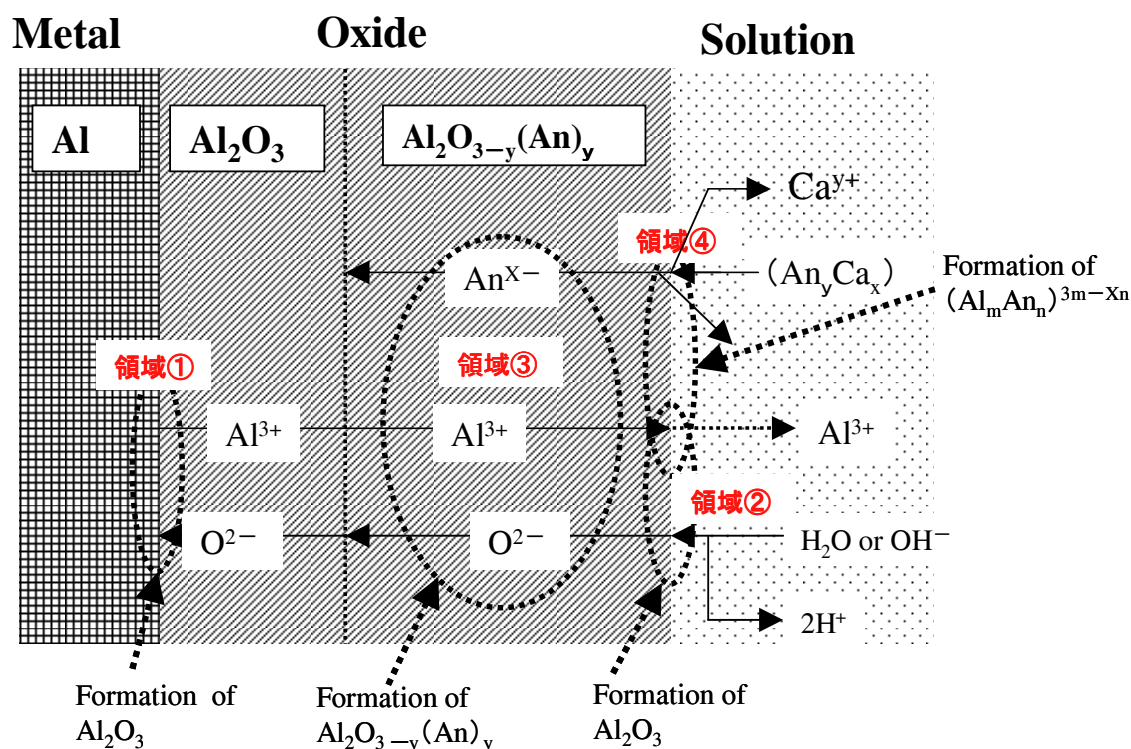 Metal
Oxide
Solution
Al
Al₂O₃
Al₂O₃₋y(An)y
Caʸ⁺
領域④
Anˣ⁻
(AnyCaₓ)
Formation of
(AlmAnn)³ᵐ⁻ˣⁿ
領域①
領域③
Al³⁺
Al³⁺
Al³⁺
領域②
O²⁻
O²⁻
H₂O or OH⁻
2H⁺
Formation of
Al₂O₃
Formation of
Al₂O₃₋y(An)y
Formation of
Al₂O₃